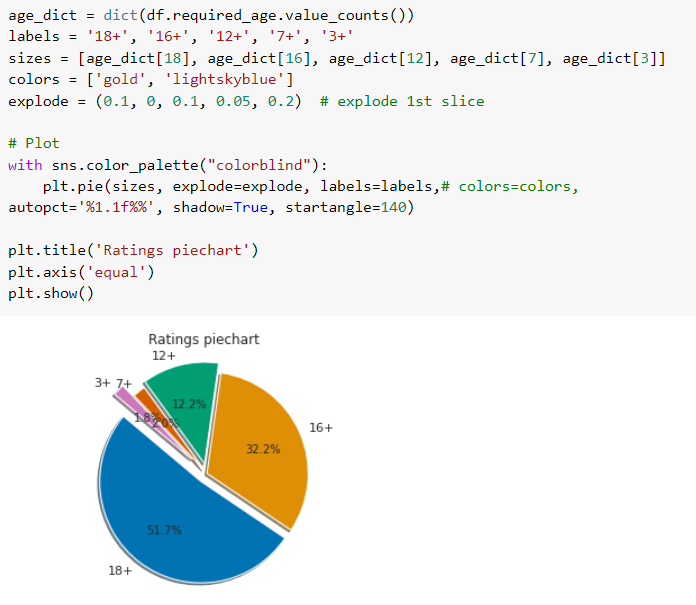 age_dict = dict(df.required_age.value_counts())
labels = '18+', '16+', '12+', '7+', '3+'
sizes = [age_dict[18], age_dict[16], age_dict[12], age_dict[7], age_dict[3]]
colors = ['gold', 'lightskyblue']
explode = (0.1, 0, 0.1, 0.05, 0.2)  # explode 1st slice
# Plot
with sns.color_palette("colorblind"):
    plt.pie(sizes, explode=explode, labels=labels,# colors=colors,
autopct='%1.1f%%', shadow=True, startangle=140)
plt.title('Ratings piechart')
plt.axis('equal')
plt.show()
Ratings piechart
12+
3+ 7+
12.2%
1.8%
2.0%
16+
32.2%
51.7%
18+